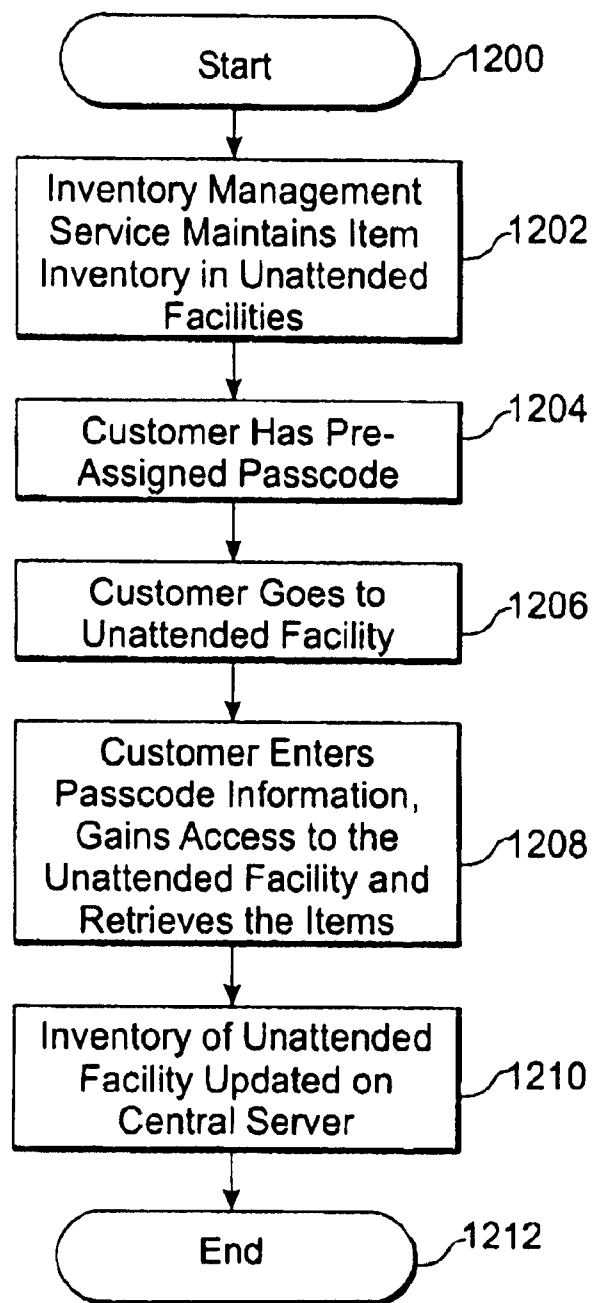 Start
1200
Inventory Management
Service Maintains Item
Inventory in Unattended
Facilities
1202
Customer Has Pre-
Assigned Passcode
1204
Customer Goes to
Unattended Facility
1206
Customer Enters
Passcode Information,
Gains Access to the
Unattended Facility and
Retrieves the Items
1208
Inventory of Unattended
Facility Updated on
Central Server
1210
End
1212